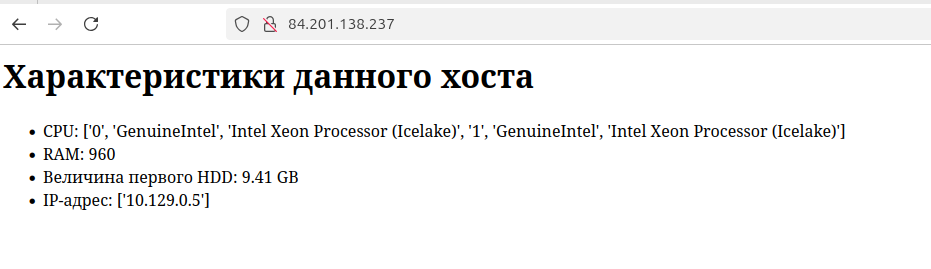 84.201.138.237
Характеристики данного хоста
CPU: ['0', 'GenuineIntel', 'Intel Xeon Processor (Icelake)', '1', 'GenuineIntel', 'Intel Xeon Processor (Icelake)']
RAM: 960
Величина первого HDD: 9.41 GB
IP-адрес: ['10.129.0.5']